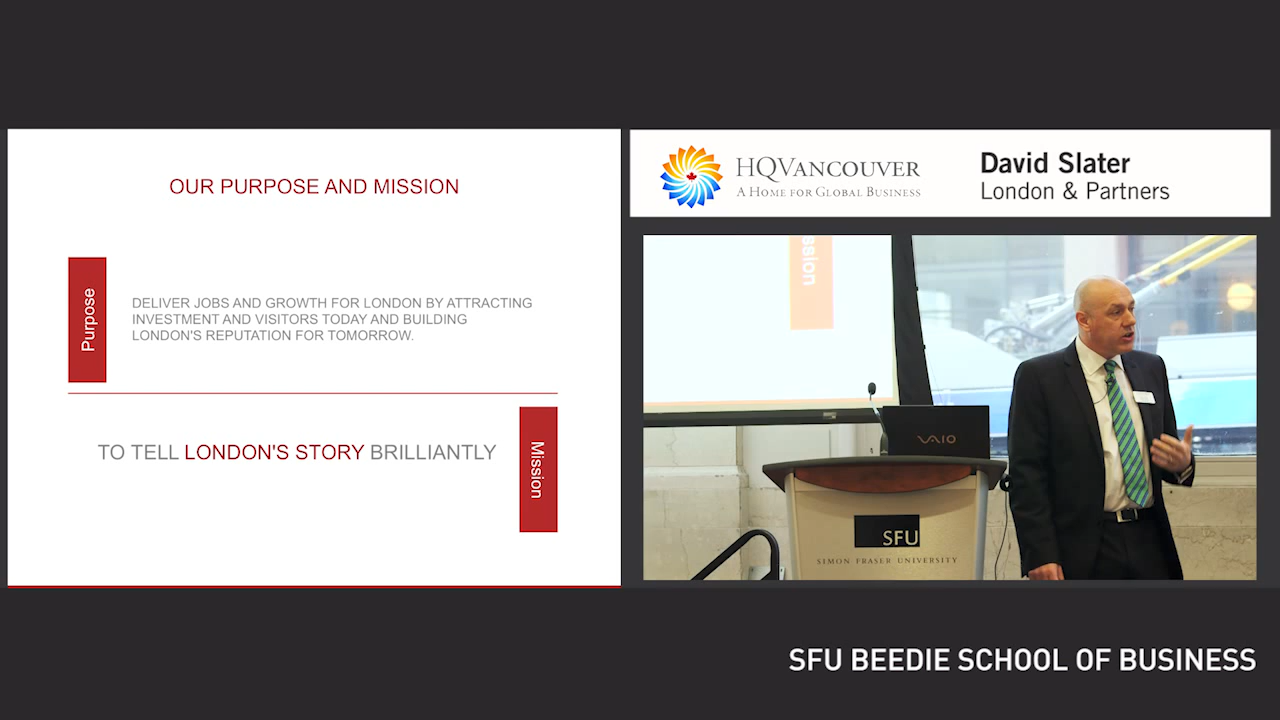 OUR PURPOSE AND MISSION
Purpose
DELIVER JOBS AND GROWTH FOR LONDON BY ATTRACTING
INVESTMENT AND VISITORS TODAY AND BUILDING
LONDON'S REPUTATION FOR TOMORROW.
TO TELL LONDON'S STORY BRILLIANTLY
Mission
HQVANCOUVER
A HOME FOR GLOBAL BUSINESS
David Slater
London & Partners
ssion
VAIO
SFU
SIMON FRASER UNIVERSITY
SFU BEEDIE SCHOOL OF BUSINESS